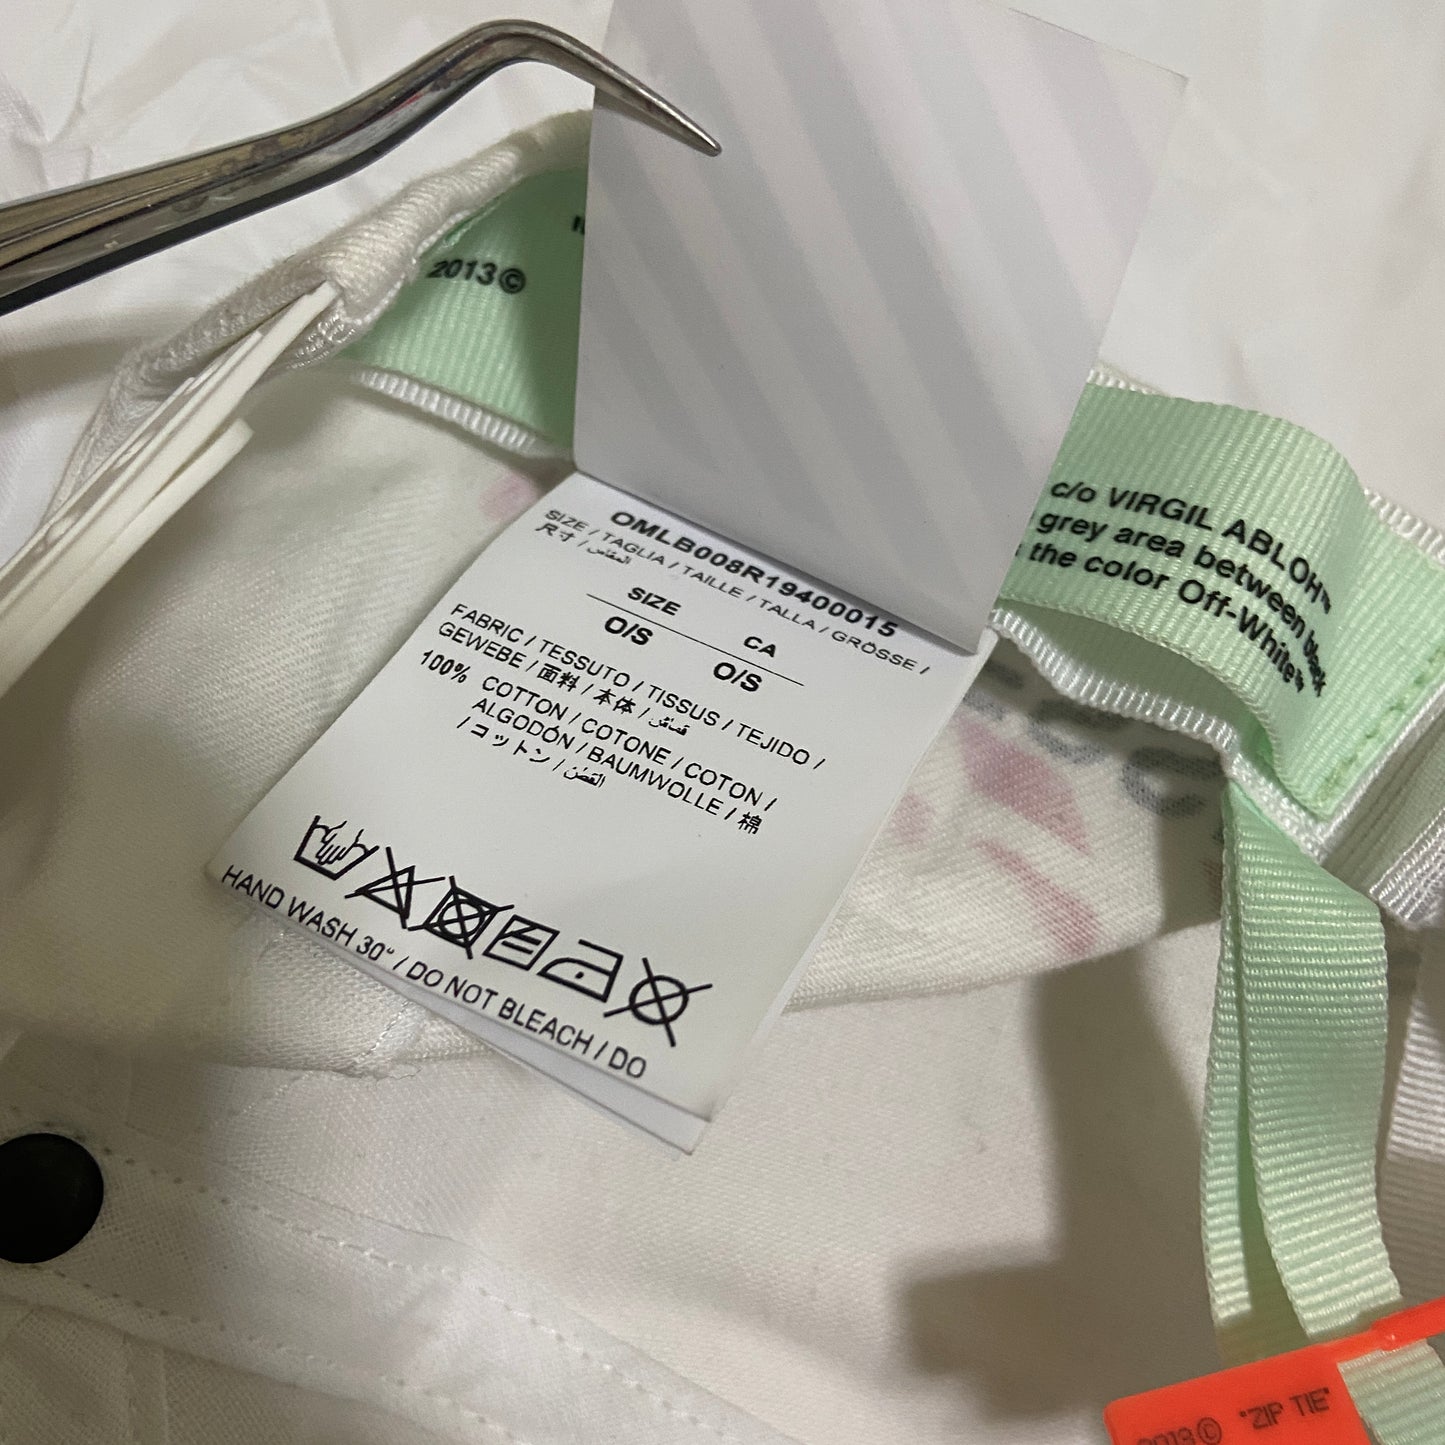 2013©
c/o VIRGIL ABLOH™
grey area between black
the color Off-White™
OMLB008R19400015
SIZE / TAGLIA / TAILLE / TALLA / GRÖSSE /
尺寸 / المقاس
SIZE CA
O/S O/S
FABRIC / TESSUTO / TISSUS / TEJIDO /
GEWEBE / 面料 / 本体 / قماش
100% COTTON / COTONE / COTON /
ALGODÓN / BAUMWOLLE / 棉
/ コットン / القطن
HAND WASH 30° / DO NOT BLEACH / DO
2019© "ZIP TIE"